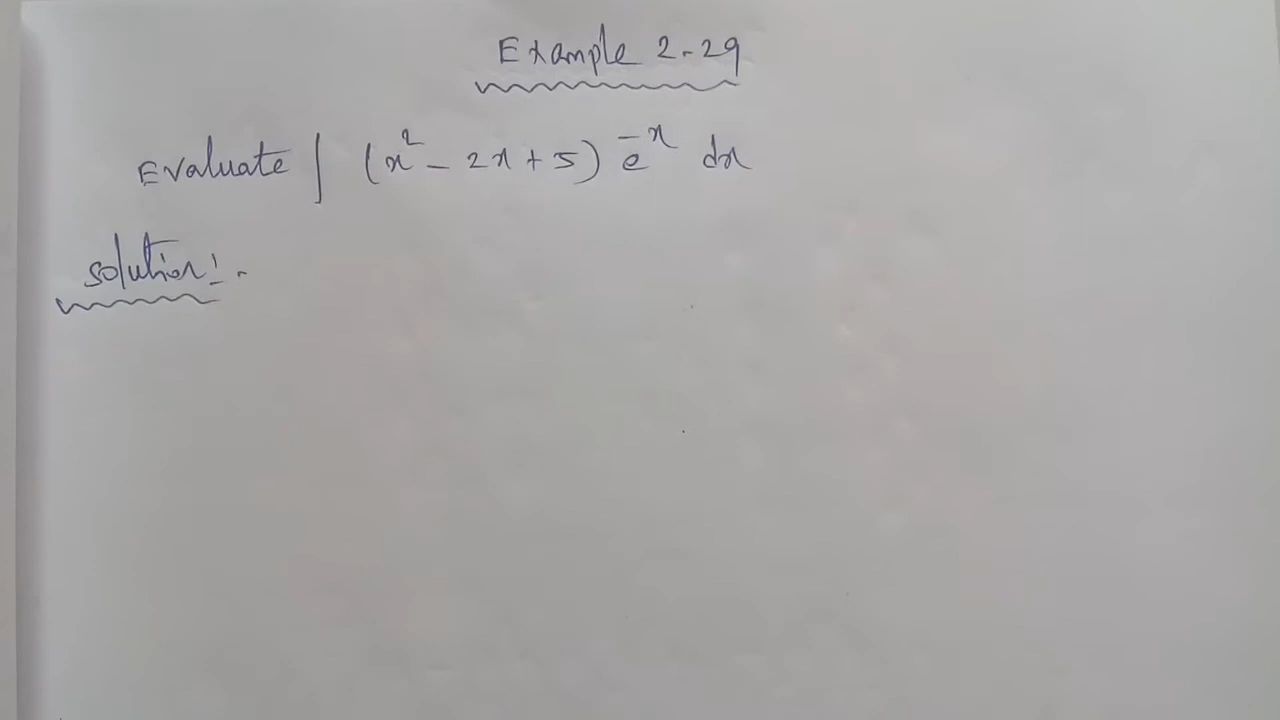 Example 2.29
Evaluate ∫ (x² - 2x + 5) e⁻ˣ dx
Solution:-